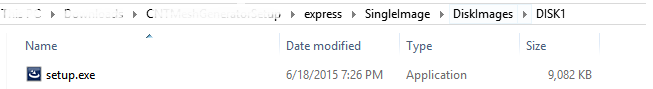 Downloads express SingleImage DiskImages DISK1
Name Date modified Type Size
setup.exe 6/18/2015 7:26 PM Application 9,082 KB